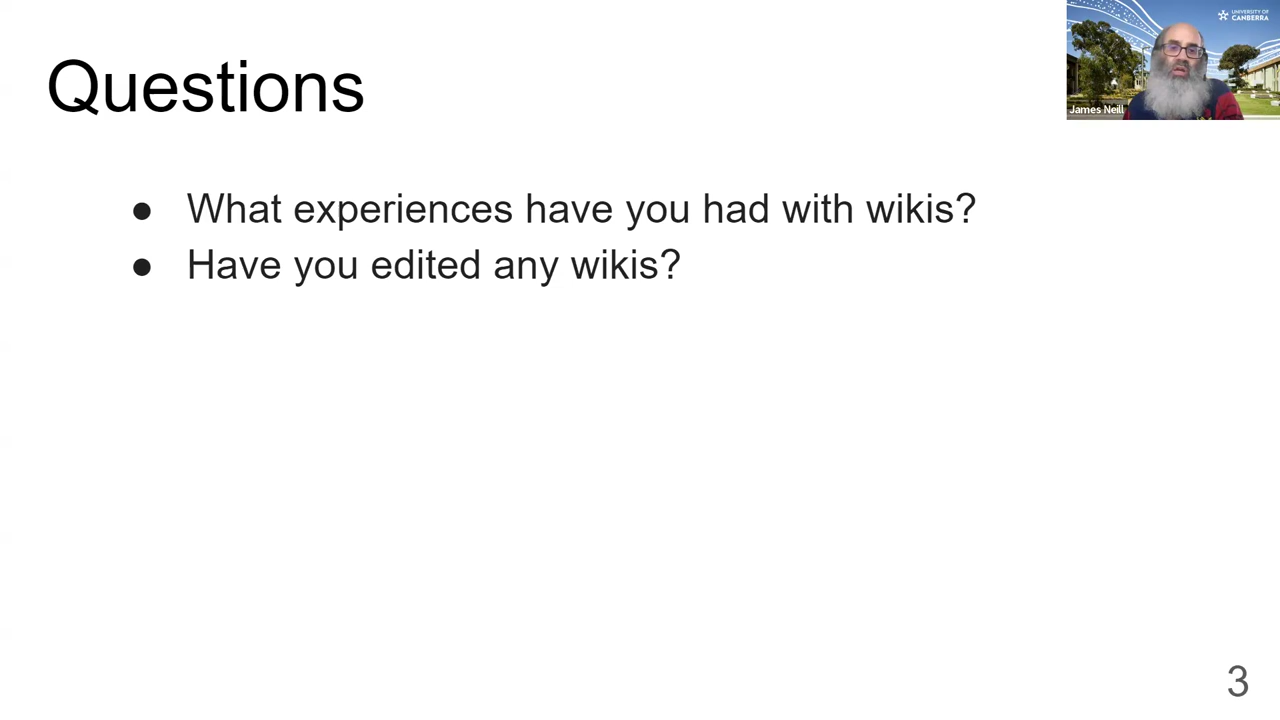 UNIVERSITY OF
CANBERRA
Questions
James Neill
● What experiences have you had with wikis?
● Have you edited any wikis?
3